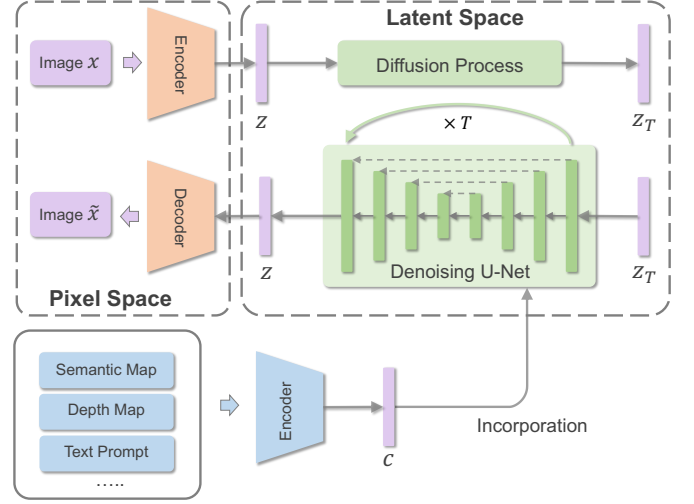 Latent Space
Image x
Encoder
z
Diffusion Process
z_T
× T
Image x̃
Decoder
z
Denoising U-Net
z_T
Pixel Space
Semantic Map
Depth Map
Text Prompt
.....
Encoder
c
Incorporation